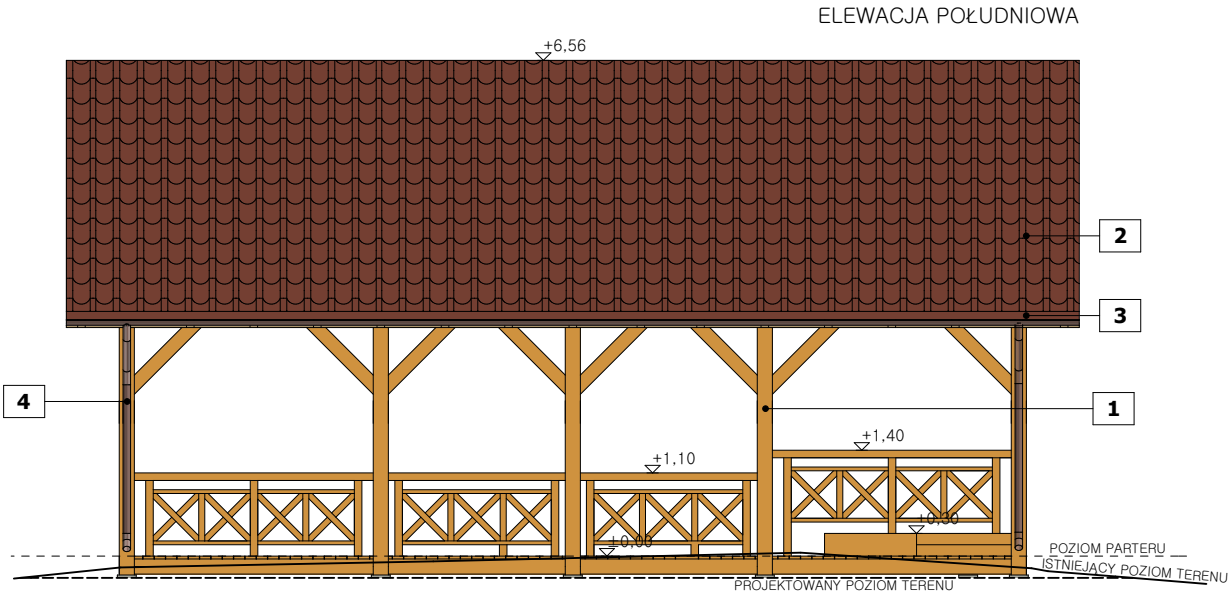 ELEWACJA POŁUDNIOWA
+6,56
2
3
4
1
+1,40
+1,10
+0,30
±0,00
POZIOM PARTERU
ISTNIEJĄCY POZIOM TERENU
PROJEKTOWANY POZIOM TERENU